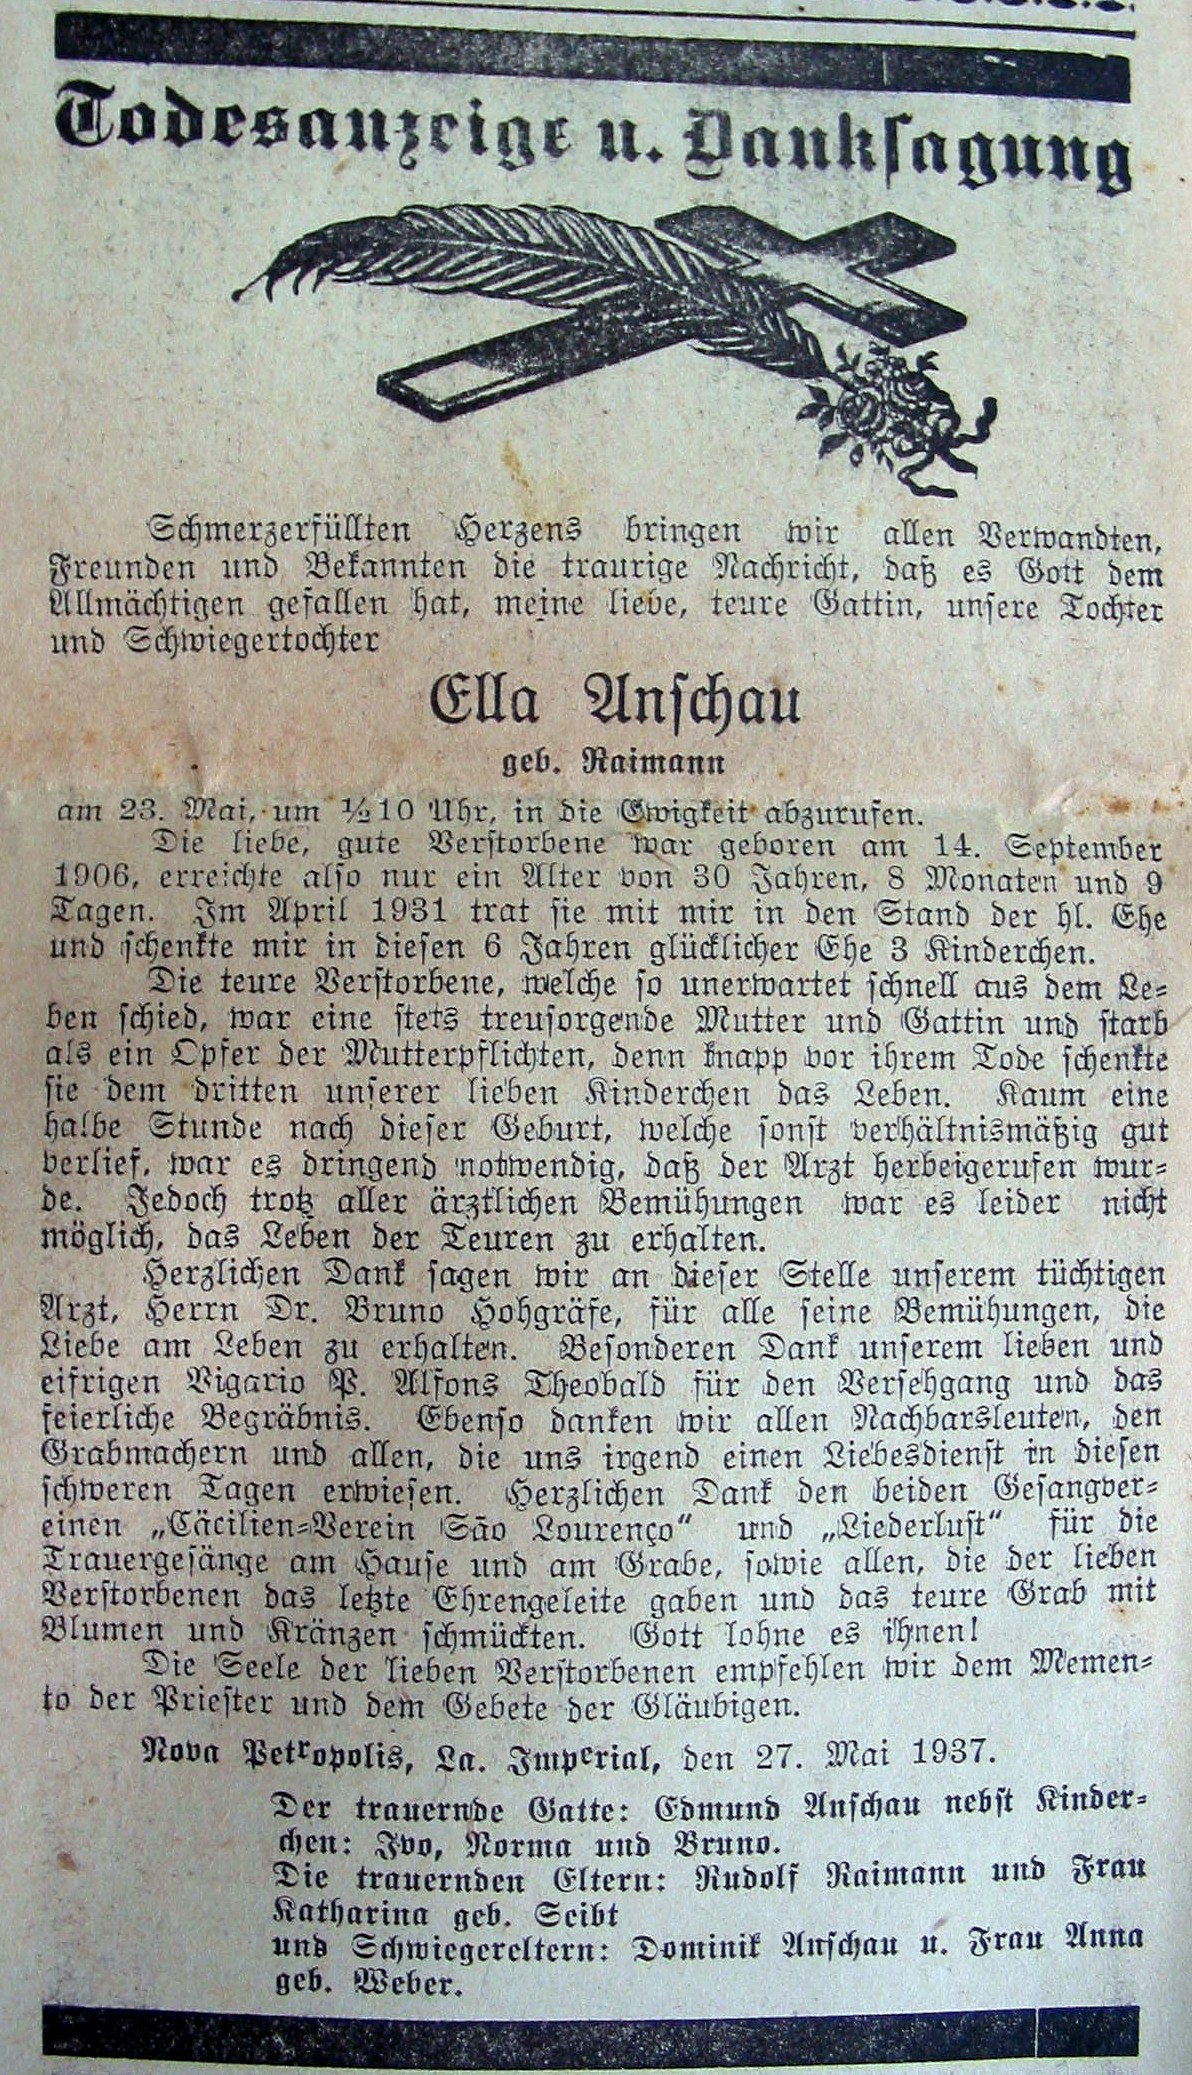 Todesanzeige u. Danksagung
Schmerzerfüllten Herzens bringen wir allen Verwandten,
Freunden und Bekannten die traurige Nachricht, daß es Gott dem
Allmächtigen gefallen hat, meine liebe, teure Gattin, unsere Tochter
und Schwiegertochter
Ella Anschau
geb. Raimann
am 23. Mai, um ½10 Uhr, in die Ewigkeit abzurufen.
Die liebe, gute Verstorbene war geboren am 14. September
1906, erreichte also nur ein Alter von 30 Jahren, 8 Monaten und 9
Tagen. Im April 1931 trat sie mit mir in den Stand der hl. Ehe
und schenkte mir in diesen 6 Jahren glücklicher Ehe 3 Kinderchen.
Die teure Verstorbene, welche so unerwartet schnell aus dem Le-
ben schied, war eine stets treusorgende Mutter und Gattin und starb
als ein Opfer der Mutterpflichten, denn knapp vor ihrem Tode schenkte
sie dem dritten unserer lieben Kinderchen das Leben. Kaum eine
halbe Stunde nach dieser Geburt, welche sonst verhältnismäßig gut
verlief, war es dringend notwendig, daß der Arzt herbeigerufen wur-
de. Jedoch trotz aller ärztlichen Bemühungen war es leider nicht
möglich, das Leben der Teuren zu erhalten.
Herzlichen Dank sagen wir an dieser Stelle unserem tüchtigen
Arzt, Herrn Dr. Bruno Hohgräfe, für alle seine Bemühungen, die
Liebe am Leben zu erhalten. Besonderen Dank unserem lieben und
eifrigen Vigario P. Alfons Theobald für den Versehgang und das
feierliche Begräbnis. Ebenso danken wir allen Nachbarsleuten, den
Grabmachern und allen, die uns irgend einen Liebesdienst in diesen
schweren Tagen erwiesen. Herzlichen Dank den beiden Gesangver-
einen „Cäcilien-Verein São Lourenço“ und „Liederlust“ für die
Trauergesänge am Hause und am Grabe, sowie allen, die der lieben
Verstorbenen das letzte Ehrengeleite gaben und das teure Grab mit
Blumen und Kränzen schmückten. Gott lohne es ihnen!
Die Seele der lieben Verstorbenen empfehlen wir dem Memen-
to der Priester und dem Gebete der Gläubigen.
Nova Petropolis, La. Imperial, den 27. Mai 1937.
Der trauernde Gatte: Edmund Anschau nebst Kinder-
chen: Ivo, Norma und Bruno.
Die trauernden Eltern: Rudolf Raimann und Frau
Katharina geb. Seibt
und Schwiegereltern: Dominik Anschau u. Frau Anna
geb. Weber.